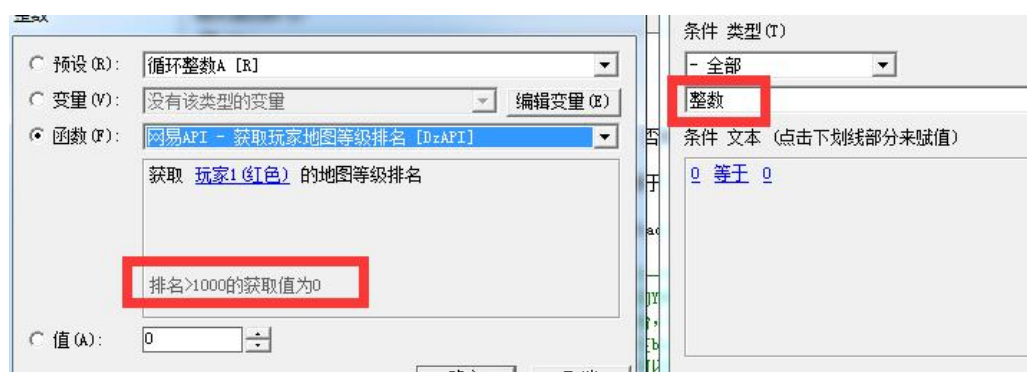 整数
预设(R): 循环整数A [R]
变量(V): 没有该类型的变量 编辑变量(E)
函数(F): 网易API - 获取玩家地图等级排名 [DzAPI]
获取 玩家1(红色) 的地图等级排名
排名>1000的获取值为0
值(A): 0
条件 类型(T)
- 全部
整数
条件 文本 (点击下划线部分来赋值)
0 等于 0